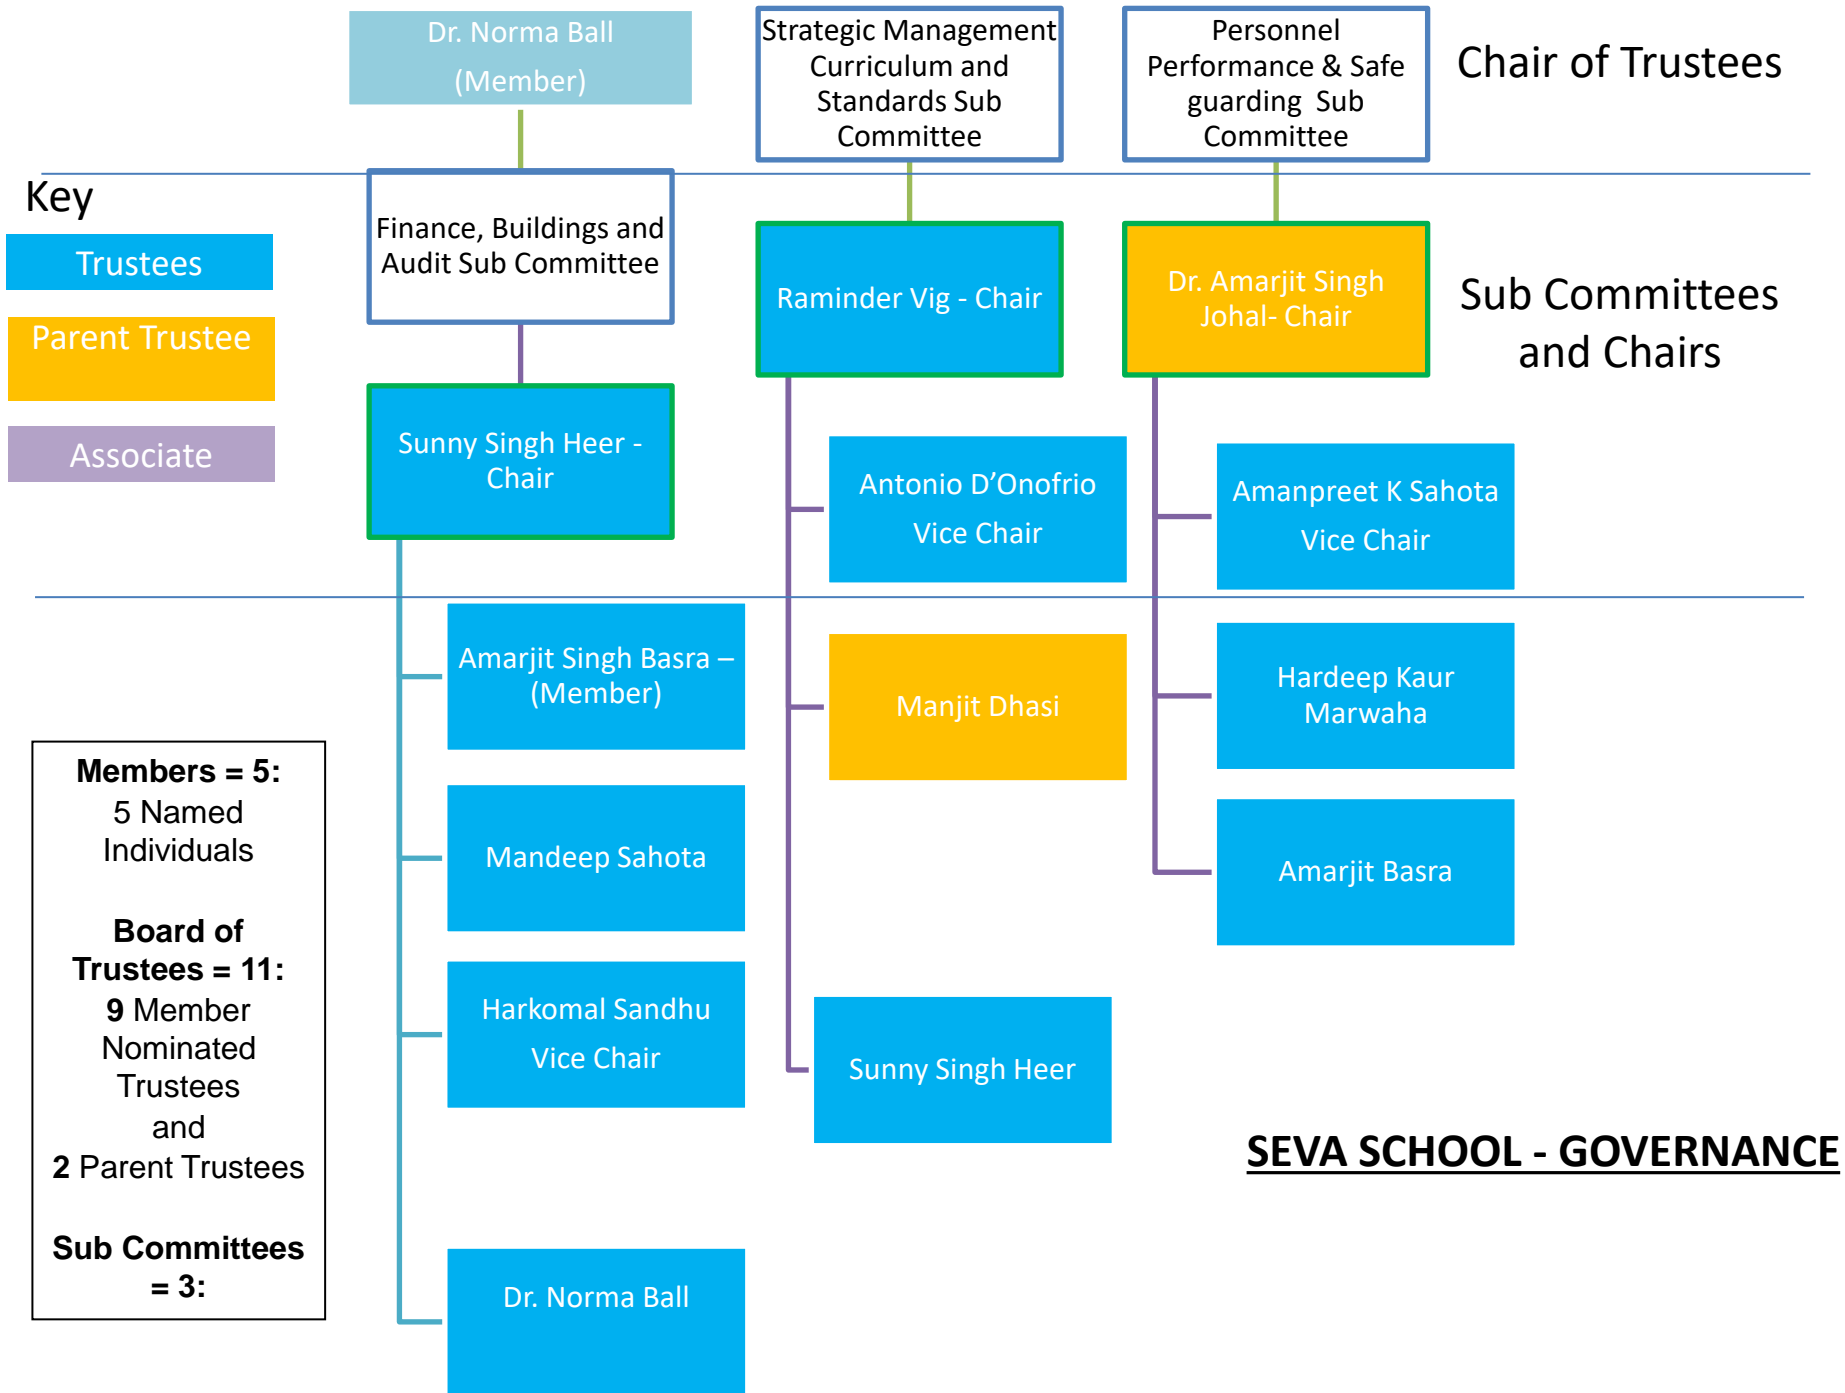 Dr. Norma Ball
(Member)
Strategic Management
Curriculum and
Standards Sub
Committee
Personnel
Performance & Safe
guarding  Sub
Committee
Chair of Trustees
Key
Trustees
Parent Trustee
Associate
Finance, Buildings and
Audit Sub Committee
Raminder Vig - Chair
Dr. Amarjit Singh
Johal- Chair
Sub Committees
and Chairs
Sunny Singh Heer -
Chair
Antonio D’Onofrio
Vice Chair
Amanpreet K Sahota
Vice Chair
Amarjit Singh Basra –
(Member)
Manjit Dhasi
Hardeep Kaur
Marwaha
Mandeep Sahota
Amarjit Basra
Harkomal Sandhu
Vice Chair
Sunny Singh Heer
Dr. Norma Ball
Members = 5:
5 Named
Individuals
Board of
Trustees = 11:
9 Member
Nominated
Trustees
and
2 Parent Trustees
Sub Committees
= 3:
SEVA SCHOOL - GOVERNANCE